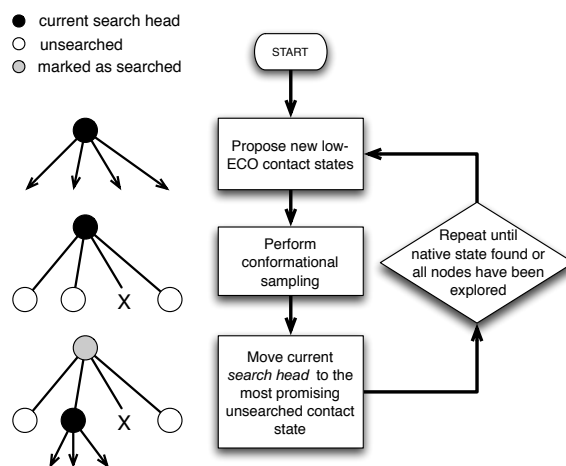 current search head
unsearched
marked as searched
START
Propose new low-
ECO contact states
Perform
conformational
sampling
Repeat until
native state found or
all nodes have been
explored
Move current
search head to the
most promising
unsearched contact
state
X
X